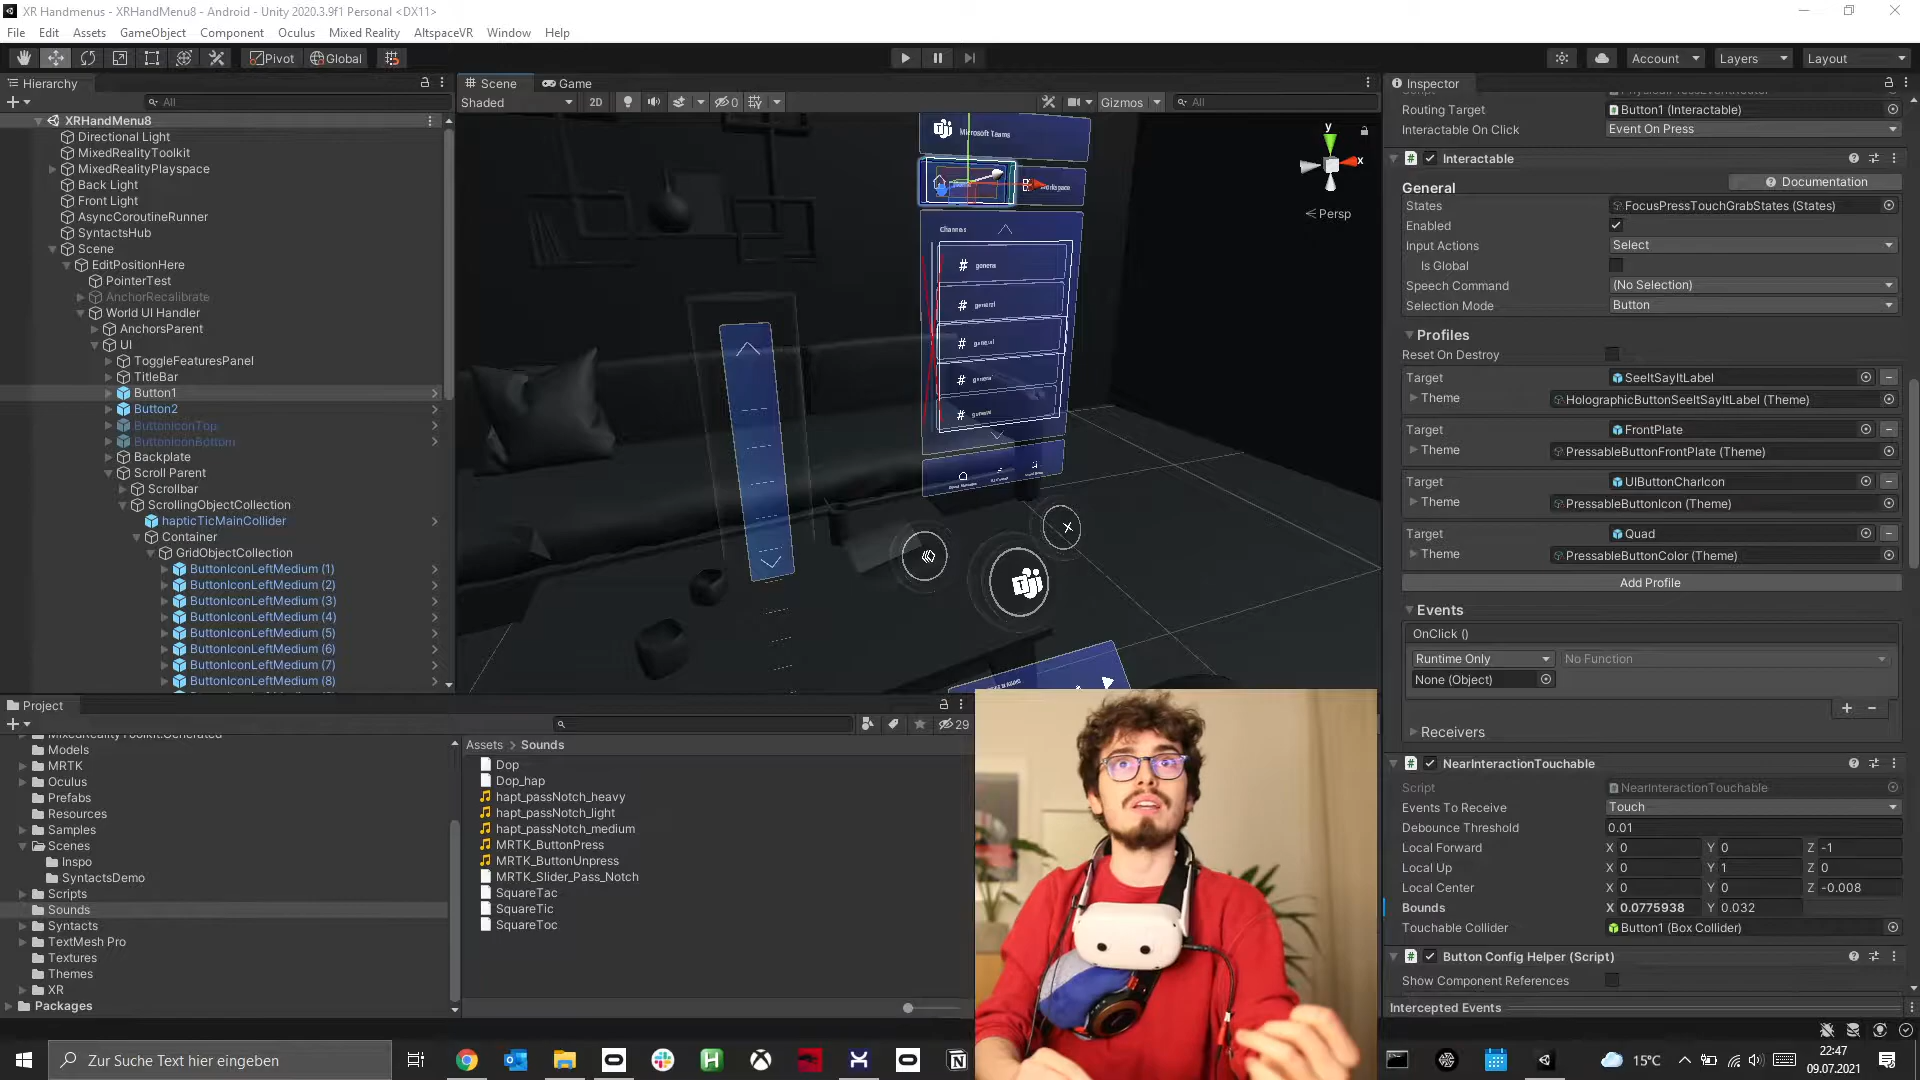 XR Handmenus - XRHandMenu8 - Android - Unity 2020.3.9f1 Personal <DX11>
File Edit Assets GameObject Component Oculus Mixed Reality AltspaceVR Window Help
Pivot Global Account Layers Layout
Hierarchy
All
XRHandMenu8
Directional Light
MixedRealityToolkit
MixedRealityPlayspace
Back Light
Front Light
AsyncCoroutineRunner
SyntactsHub
Scene
EditPositionHere
PointerTest
AnchorRecalibrate
World UI Handler
AnchorsParent
UI
ToggleFeaturesPanel
TitleBar
Button1
Button2
ButtonIconTop
ButtonIconBottom
Backplate
Scroll Parent
Scrollbar
ScrollingObjectCollection
hapticTicMainCollider
Container
GridObjectCollection
ButtonIconLeftMedium (1)
ButtonIconLeftMedium (2)
ButtonIconLeftMedium (3)
ButtonIconLeftMedium (4)
ButtonIconLeftMedium (5)
ButtonIconLeftMedium (6)
ButtonIconLeftMedium (7)
ButtonIconLeftMedium (8)
Scene Game
Shaded 2D 0 Gizmos All
Microsoft Teams
Channels
# general
# general
# general
# general
y
x
Persp
Inspector
Routing Target Button1 (Interactable)
Interactable On Click Event On Press
Interactable
General Documentation
States FocusPressTouchGrabStates (States)
Enabled
Input Actions Select
Is Global
Speech Command (No Selection)
Selection Mode Button
Profiles
Reset On Destroy
Target SeeItSayItLabel
Theme HolographicButtonSeeItSayItLabel (Theme)
Target FrontPlate
Theme PressableButtonFrontPlate (Theme)
Target UIButtonCharIcon
Theme PressableButtonIcon (Theme)
Target Quad
Theme PressableButtonColor (Theme)
Add Profile
Events
OnClick ()
Runtime Only No Function
None (Object)
+ −
Receivers
NearInteractionTouchable
Script NearInteractionTouchable
Events To Receive Touch
Debounce Threshold 0.01
Local Forward X 0 Y 0 Z -1
Local Up X 0 Y 1 Z 0
Local Center X 0 Y 0 Z -0.008
Bounds X 0.0775938 Y 0.032
Touchable Collider Button1 (Box Collider)
Button Config Helper (Script)
Show Component References
Intercepted Events
Project
29
MixedRealityToolkit.Generated
Models
MRTK
Oculus
Prefabs
Resources
Samples
Scenes
Inspo
SyntactsDemo
Scripts
Sounds
Syntacts
TextMesh Pro
Textures
Themes
XR
Packages
Assets > Sounds
Dop
Dop_hap
hapt_passNotch_heavy
hapt_passNotch_light
hapt_passNotch_medium
MRTK_ButtonPress
MRTK_ButtonUnpress
MRTK_Slider_Pass_Notch
SquareTac
SquareTic
SquareToc
Zur Suche Text hier eingeben
15°C
22:47
09.07.2021